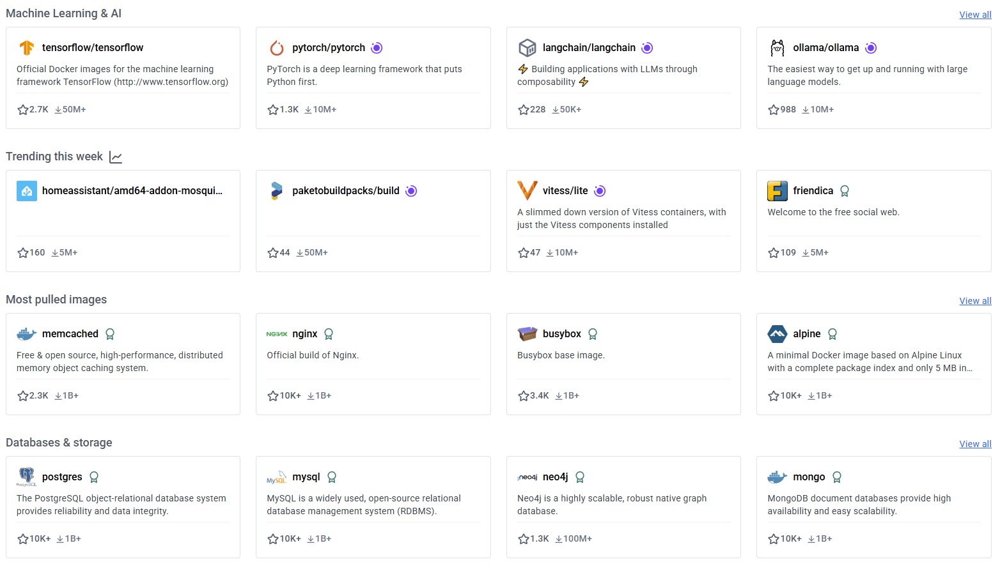 Machine Learning & AI
View all
tensorflow/tensorflow
Official Docker images for the machine learning
framework TensorFlow (http://www.tensorflow.org)
2.7K 50M+
pytorch/pytorch
PyTorch is a deep learning framework that puts
Python first.
1.3K 10M+
langchain/langchain
⚡ Building applications with LLMs through
composability ⚡
228 50K+
ollama/ollama
The easiest way to get up and running with large
language models.
988 10M+
Trending this week
homeassistant/amd64-addon-mosqui...
160 5M+
paketobuildpacks/build
44 50M+
vitess/lite
A slimmed down version of Vitess containers, with
just the Vitess components installed
47 10M+
friendica
Welcome to the free social web.
109 5M+
Most pulled images
View all
memcached
Free & open source, high-performance, distributed
memory object caching system.
2.3K 1B+
NGINX nginx
Official build of Nginx.
10K+ 1B+
busybox
Busybox base image.
3.4K 1B+
alpine
A minimal Docker image based on Alpine Linux
with a complete package index and only 5 MB in...
10K+ 1B+
Databases & storage
View all
PostgreSQL postgres
The PostgreSQL object-relational database system
provides reliability and data integrity.
10K+ 1B+
MySQL mysql
MySQL is a widely used, open-source relational
database management system (RDBMS).
10K+ 1B+
neo4j neo4j
Neo4j is a highly scalable, robust native graph
database.
1.3K 100M+
mongo
MongoDB document databases provide high
availability and easy scalability.
10K+ 1B+